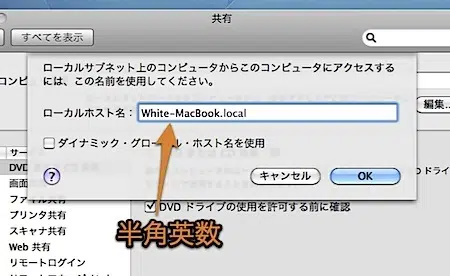 共有
すべてを表示
ローカルサブネット上のコンピュータからこのコンピュータにアクセスする
には、この名前を使用してください。
コンピ
ローカルホスト名：
White-MacBook.local
編集...
ダイナミック・グローバル・ホスト名を使用
サー
DVD
画面
?
キャンセル
OK
ファイル共有
DVD ドライブの使用を許可する前に確認
プリンタ共有
スキャナ共有
半角英数
Web 共有
リモートログイン